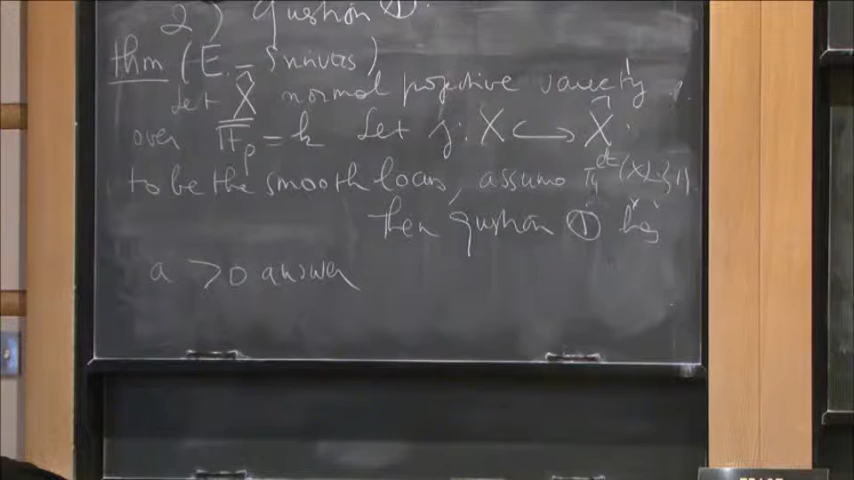 2) question ①.
thm (E. - Srinivas)
Let X̂ normal projective variety
over 𝔽̄_p = k Let j: X ↪ X̂
to be the smooth locus, assume π_1^ét(X) = {1}
then question ① has
a >0 answer